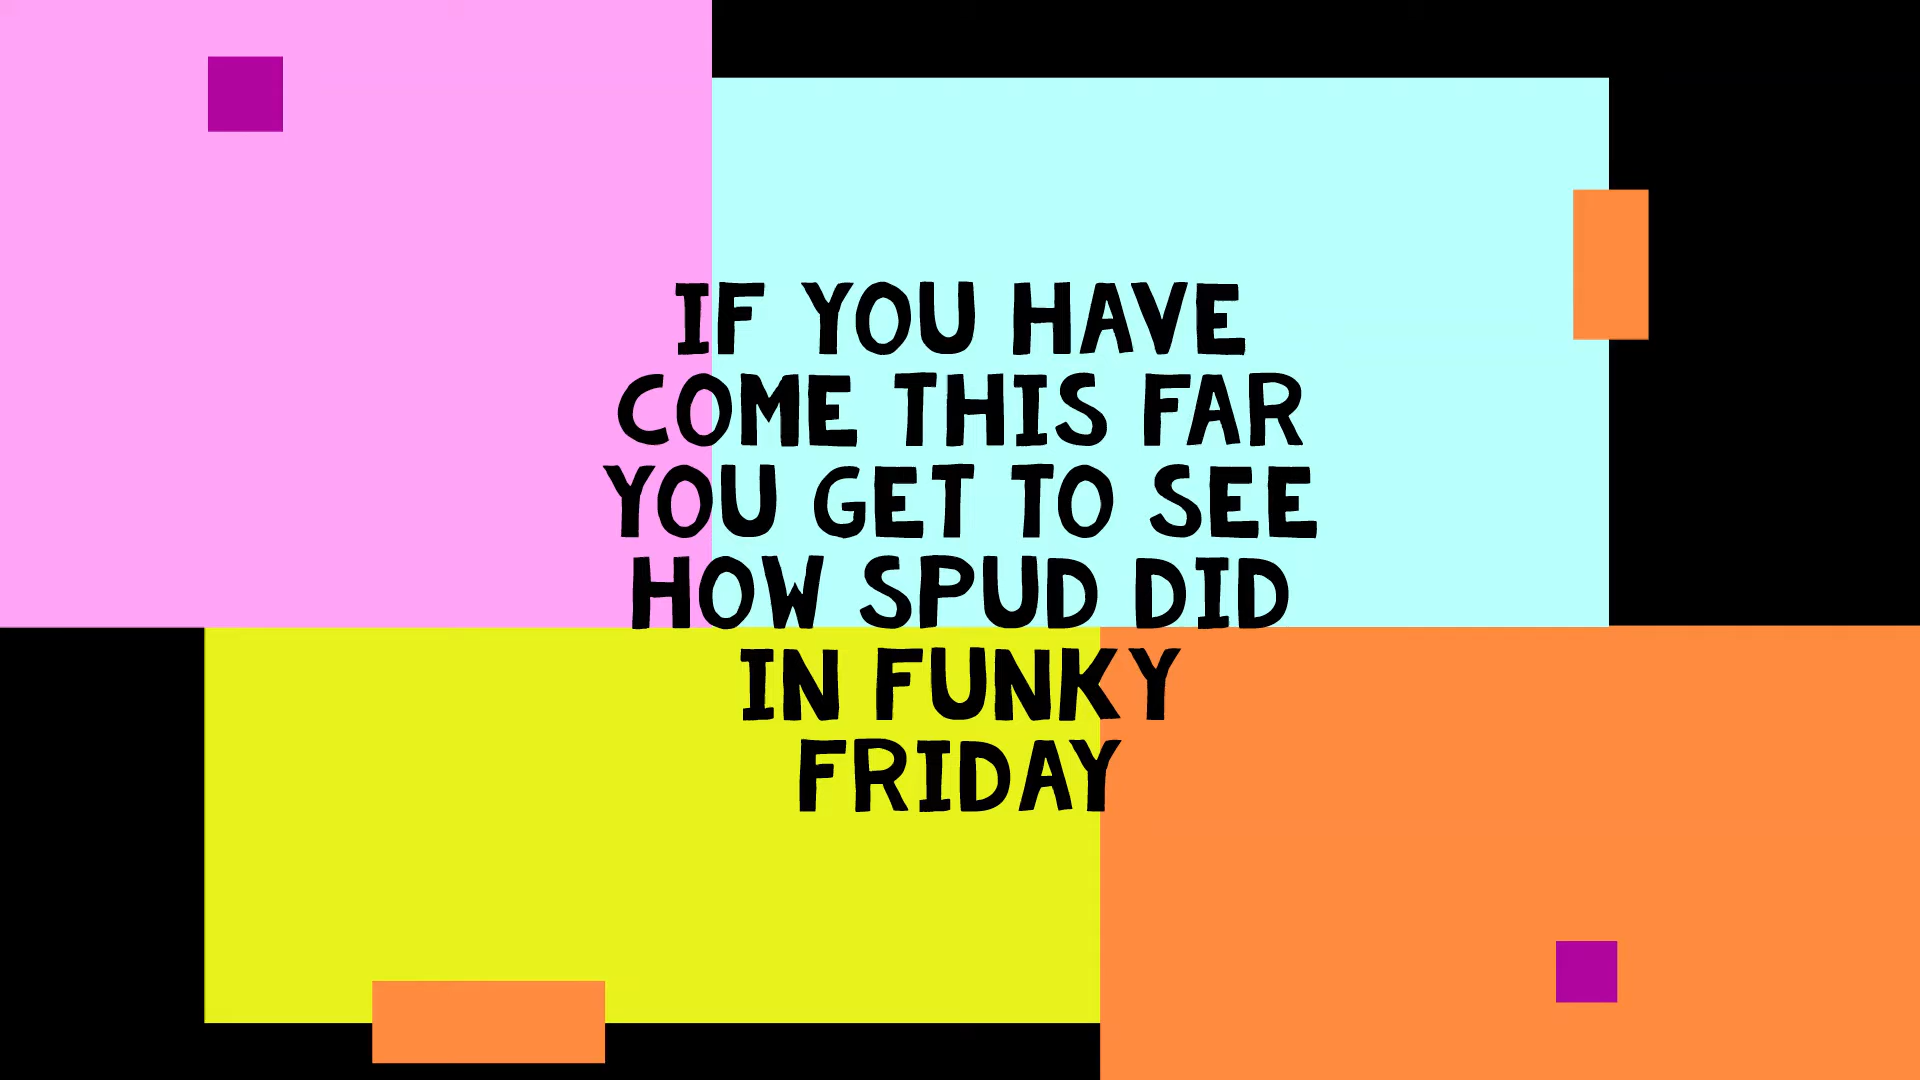 IF YOU HAVE
COME THIS FAR
YOU GET TO SEE
HOW SPUD DID
IN FUNKY
FRIDAY